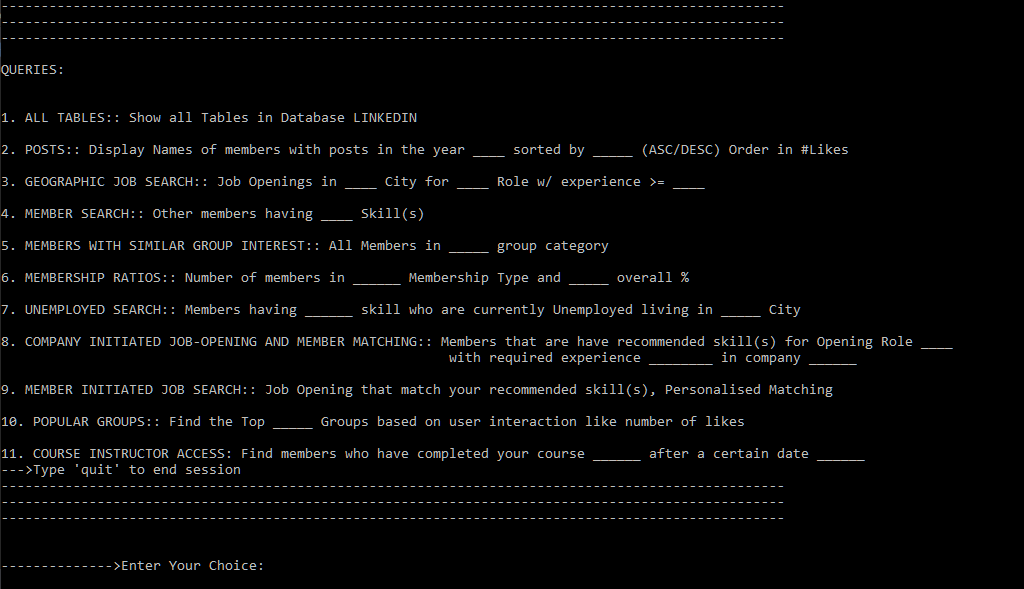 --------------------------------------------------------------------------------------------------
--------------------------------------------------------------------------------------------------
--------------------------------------------------------------------------------------------------
QUERIES:
1. ALL TABLES:: Show all Tables in Database LINKEDIN
2. POSTS:: Display Names of members with posts in the year ____ sorted by _____ (ASC/DESC) Order in #Likes
3. GEOGRAPHIC JOB SEARCH:: Job Openings in ____ City for ____ Role w/ experience >= ____
4. MEMBER SEARCH:: Other members having ____ Skill(s)
5. MEMBERS WITH SIMILAR GROUP INTEREST:: All Members in _____ group category
6. MEMBERSHIP RATIOS:: Number of members in ______ Membership Type and _____ overall %
7. UNEMPLOYED SEARCH:: Members having ______ skill who are currently Unemployed living in _____ City
8. COMPANY INITIATED JOB-OPENING AND MEMBER MATCHING:: Members that are have recommended skill(s) for Opening Role ____
with required experience ________ in company ______
9. MEMBER INITIATED JOB SEARCH:: Job Opening that match your recommended skill(s), Personalised Matching
10. POPULAR GROUPS:: Find the Top _____ Groups based on user interaction like number of likes
11. COURSE INSTRUCTOR ACCESS: Find members who have completed your course ______ after a certain date ______
--->Type 'quit' to end session
--------------------------------------------------------------------------------------------------
--------------------------------------------------------------------------------------------------
--------------------------------------------------------------------------------------------------
-------------->Enter Your Choice: